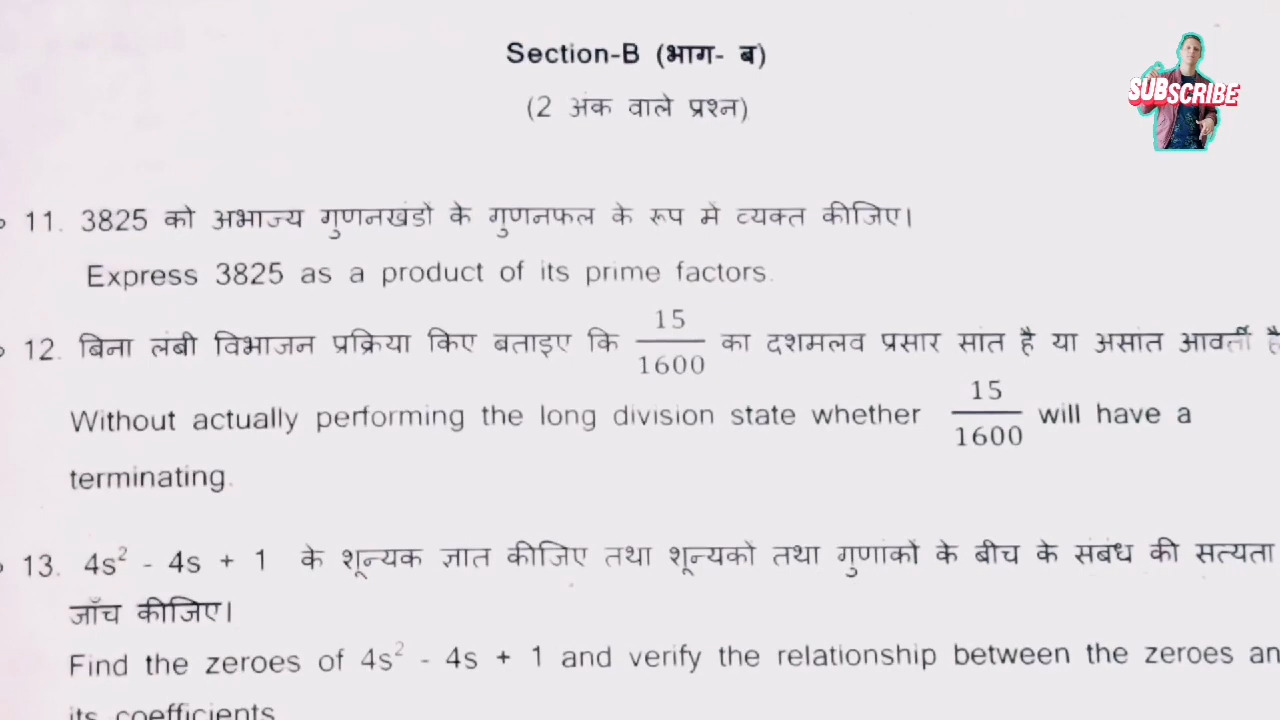 Section-B (भाग- ब)
SUBSCRIBE
(2 अंक वाले प्रश्न)
11. 3825 को अभाज्य गुणनखंडों के गुणनफल के रूप में व्यक्त कीजिए।
Express 3825 as a product of its prime factors.
12. बिना लंबी विभाजन प्रक्रिया किए बताइए कि 15/1600 का दशमलव प्रसार सांत है या असांत आवर्ती है
Without actually performing the long division state whether 15/1600 will have a
terminating.
13. 4s² - 4s + 1 के शून्यक ज्ञात कीजिए तथा शून्यकों तथा गुणांकों के बीच के संबंध की सत्यता
जाँच कीजिए।
Find the zeroes of 4s² - 4s + 1 and verify the relationship between the zeroes an
its coefficients